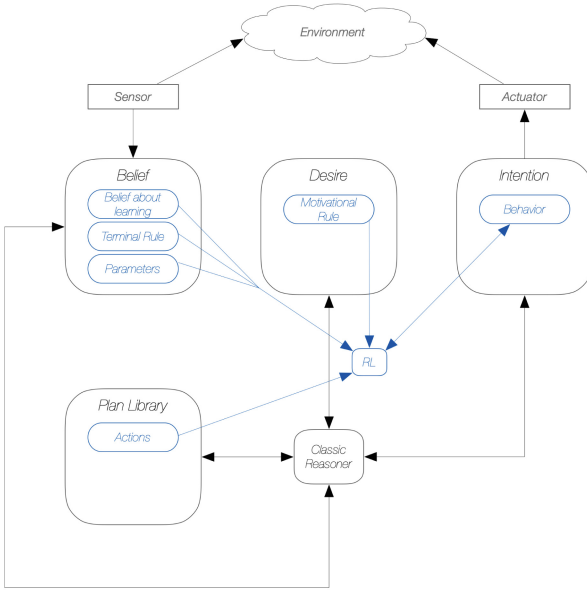 Environment
Sensor
Actuator
Belief
Desire
Intention
Belief about
learning
Motivational
Rule
Behavior
Terminal Rule
Parameters
RL
Plan Library
Actions
Classic
Reasoner